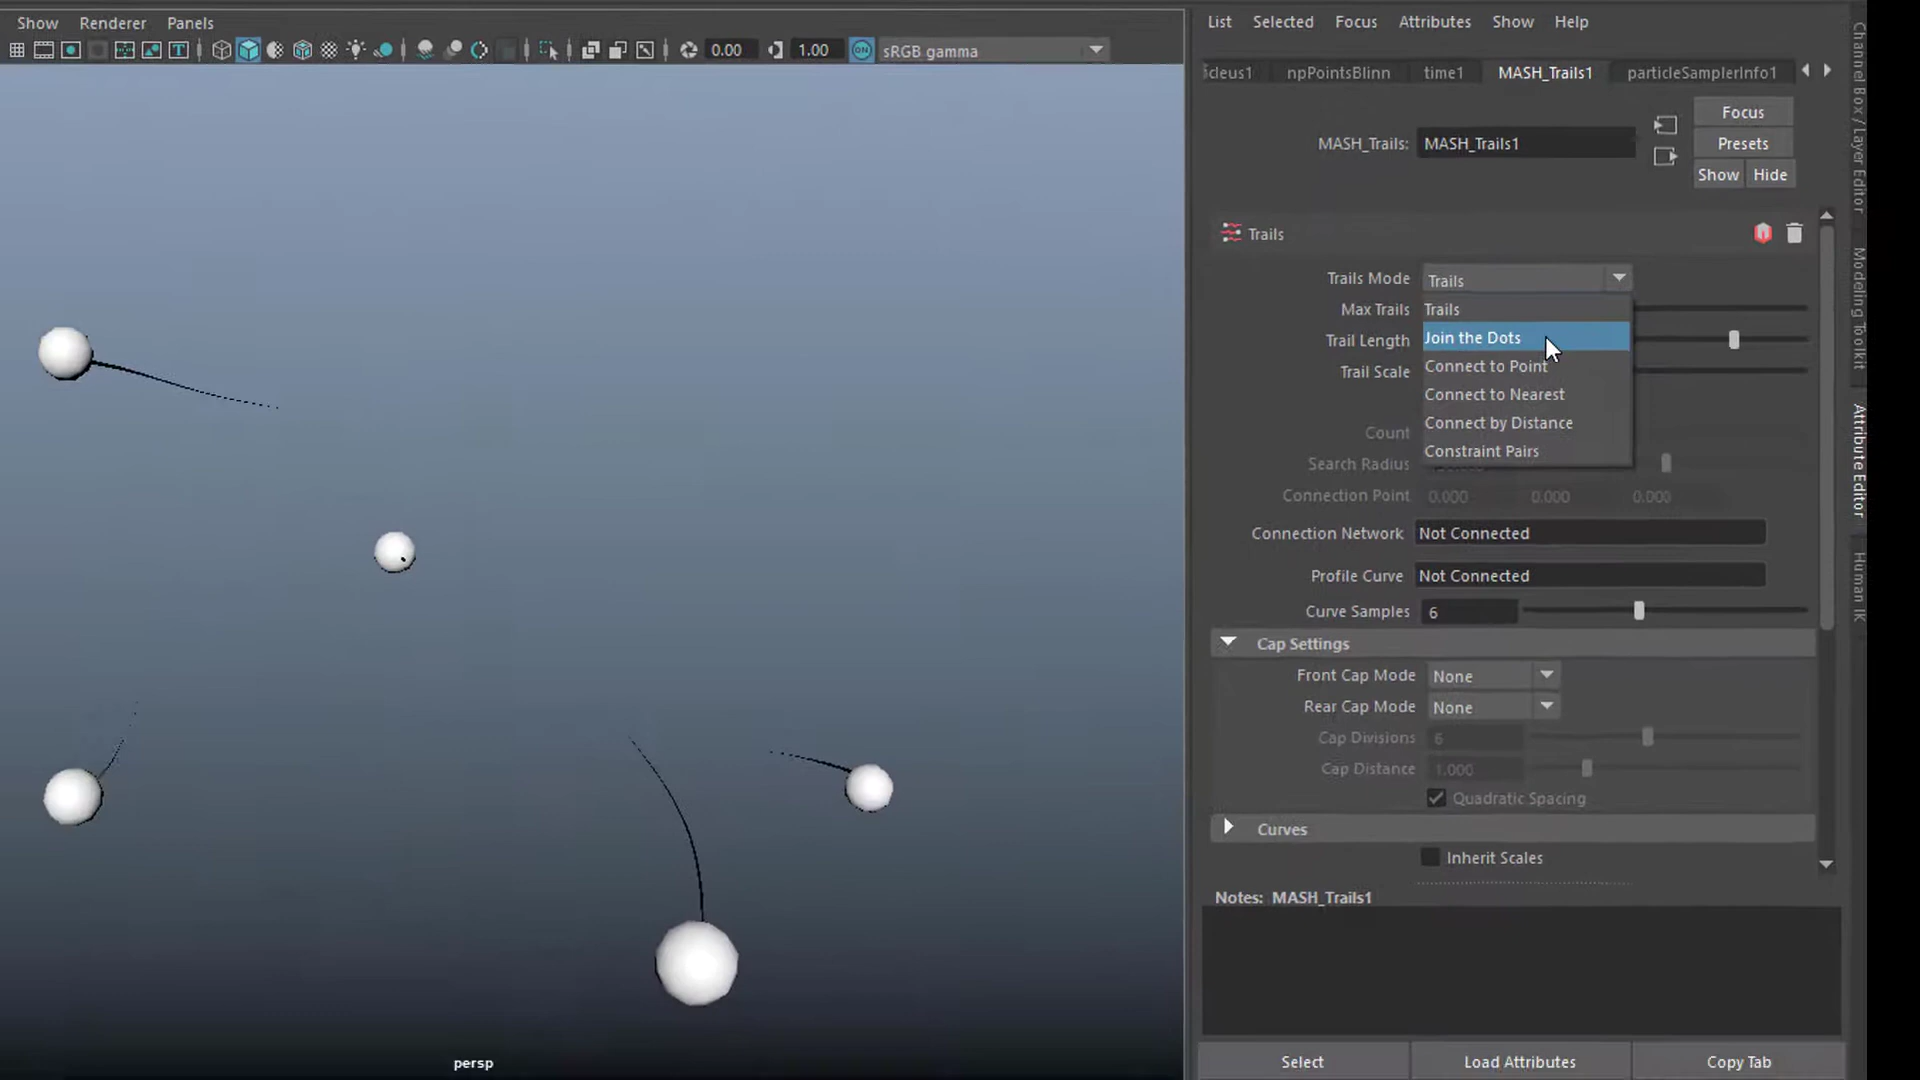 Show Renderer Panels
0.00 1.00 ON sRGB gamma
List Selected Focus Attributes Show Help
cleus1 npPointsBlinn time1 MASH_Trails1 particleSamplerInfo1
MASH_Trails: MASH_Trails1
Focus
Presets
Show Hide
Trails
Trails Mode Trails
Max Trails Trails
Trail Length Join the Dots
Trail Scale Connect to Point
Connect to Nearest
Count Connect by Distance
Search Radius Constraint Pairs
Connection Point 0.000 0.000 0.000
Connection Network Not Connected
Profile Curve Not Connected
Curve Samples 6
Cap Settings
Front Cap Mode None
Rear Cap Mode None
Cap Divisions 6
Cap Distance 1.000
Quadratic Spacing
Curves
Inherit Scales
Notes: MASH_Trails1
Select Load Attributes Copy Tab
persp
Channel Box / Layer Editor
Modeling Toolkit
Attribute Editor
Human IK